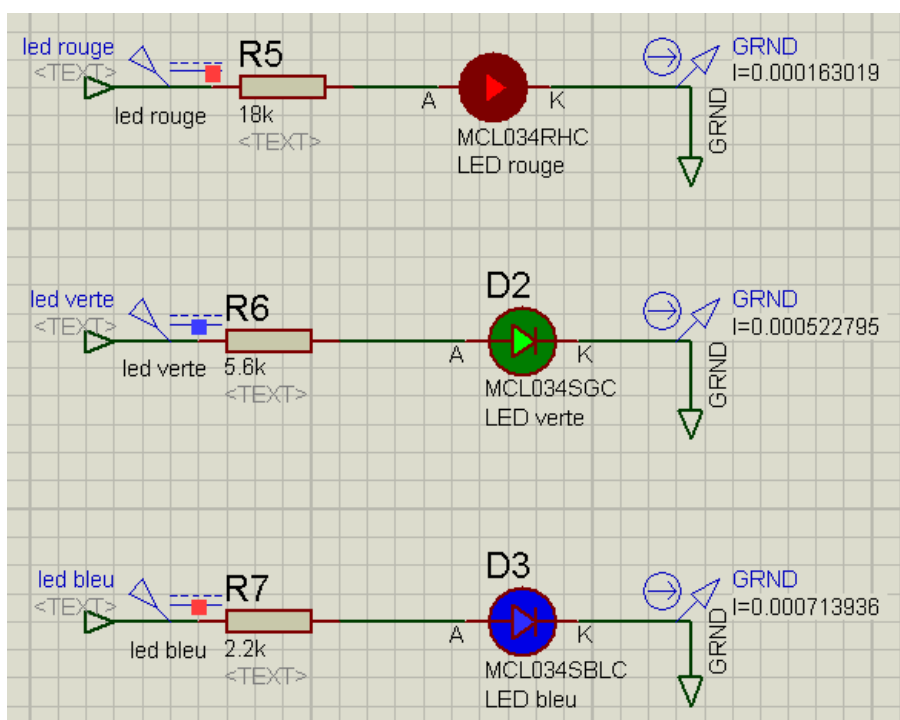 led rouge
<TEXT>
R5
GRND
I=0.000163019
led rouge
18k
<TEXT>
A
K
MCL034RHC
LED rouge
GRND
led verte
<TEXT>
R6
D2
GRND
I=0.000522795
led verte
5.6k
<TEXT>
A
K
MCL034SGC
LED verte
GRND
led bleu
<TEXT>
R7
D3
GRND
I=0.000713936
led bleu
2.2k
<TEXT>
A
K
MCL034SBLC
LED bleu
GRND